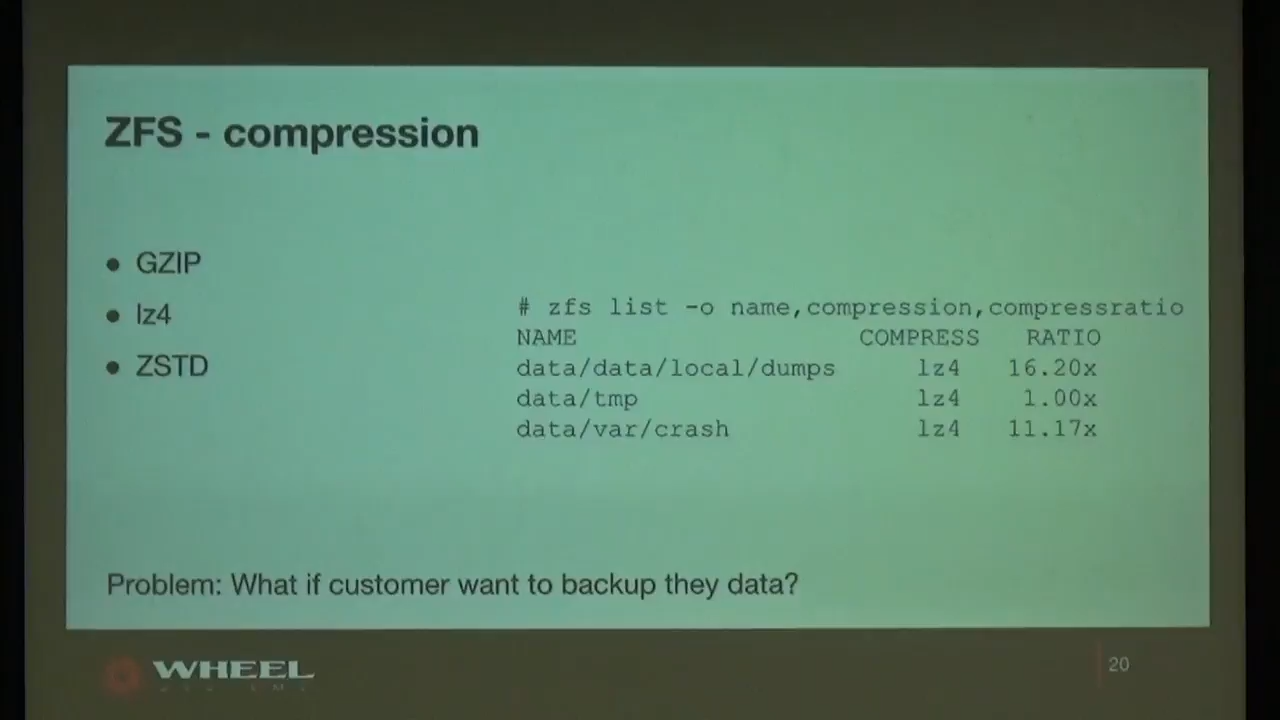 ZFS - compression
● GZIP
● lz4
● ZSTD
# zfs list -o name,compression,compressratio
NAME COMPRESS RATIO
data/data/local/dumps lz4 16.20x
data/tmp lz4 1.00x
data/var/crash lz4 11.17x
Problem: What if customer want to backup they data?
WHEEL
20